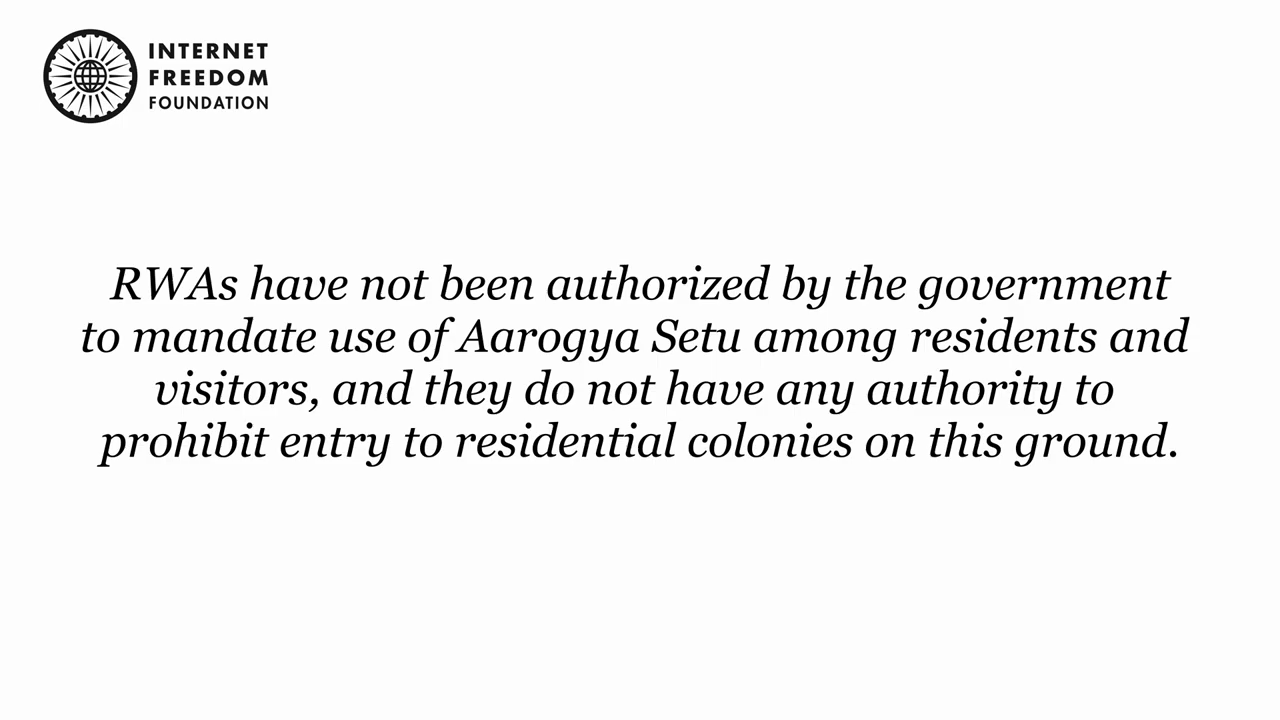 INTERNET
FREEDOM
FOUNDATION
RWAs have not been authorized by the government
to mandate use of Aarogya Setu among residents and
visitors, and they do not have any authority to
prohibit entry to residential colonies on this ground.